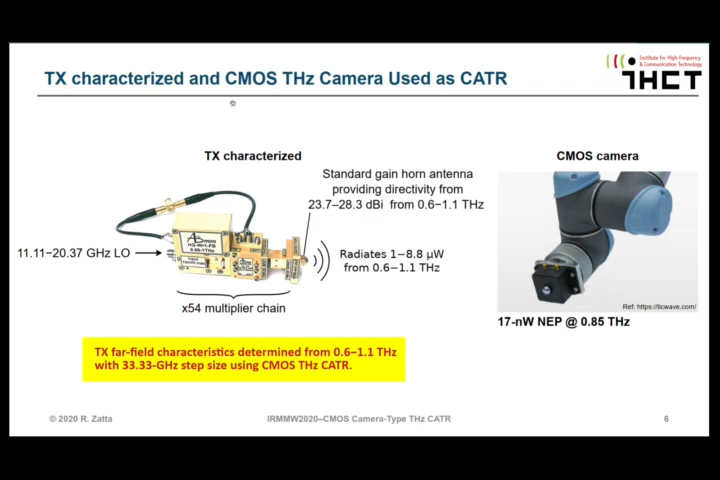 TX characterized and CMOS THz Camera Used as CATR
Institute for High-Frequency
& Communication Technology
IHCT
TX characterized
CMOS camera
Standard gain horn antenna
providing directivity from
23.7–28.3 dBi from 0.6–1.1 THz
11.11–20.37 GHz LO
Radiates 1–8.8 µW
from 0.6–1.1 THz
x54 multiplier chain
Ref: https://ticwave.com/
17-nW NEP @ 0.85 THz
TX far-field characteristics determined from 0.6–1.1 THz
with 33.33-GHz step size using CMOS THz CATR.
© 2020 R. Zatta
IRMMW2020–CMOS Camera-Type THz CATR
6